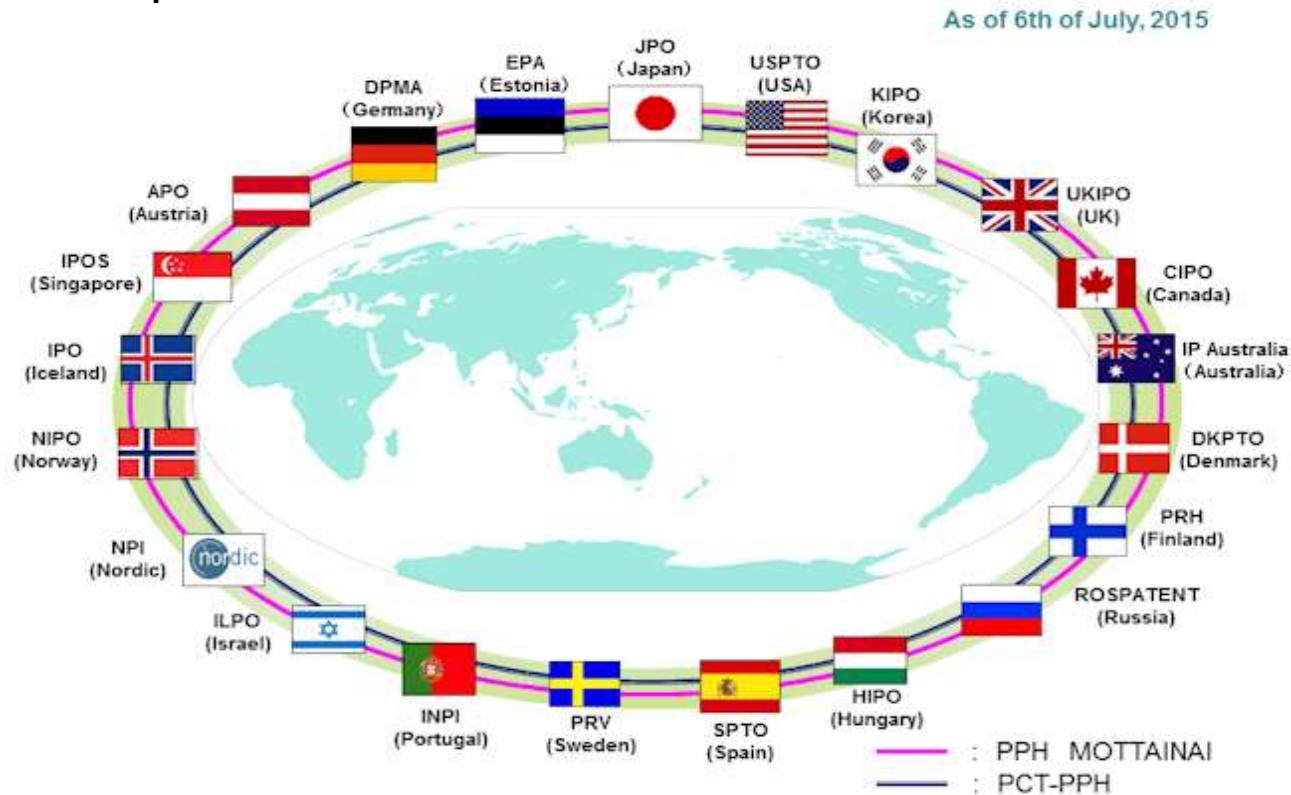 As of 6th of July, 2015
JPO
(Japan)
USPTO
(USA)
KIPO
(Korea)
UKIPO
(UK)
CIPO
(Canada)
IP Australia
(Australia)
DKPTO
(Denmark)
PRH
(Finland)
ROSPATENT
(Russia)
HIPO
(Hungary)
SPTO
(Spain)
PRV
(Sweden)
INPI
(Portugal)
ILPO
(Israel)
NPI
(Nordic)
nordic
NIPO
(Norway)
IPO
(Iceland)
IPOS
(Singapore)
APO
(Austria)
DPMA
(Germany)
EPA
(Estonia)
: PPH MOTTAINAI
: PCT-PPH